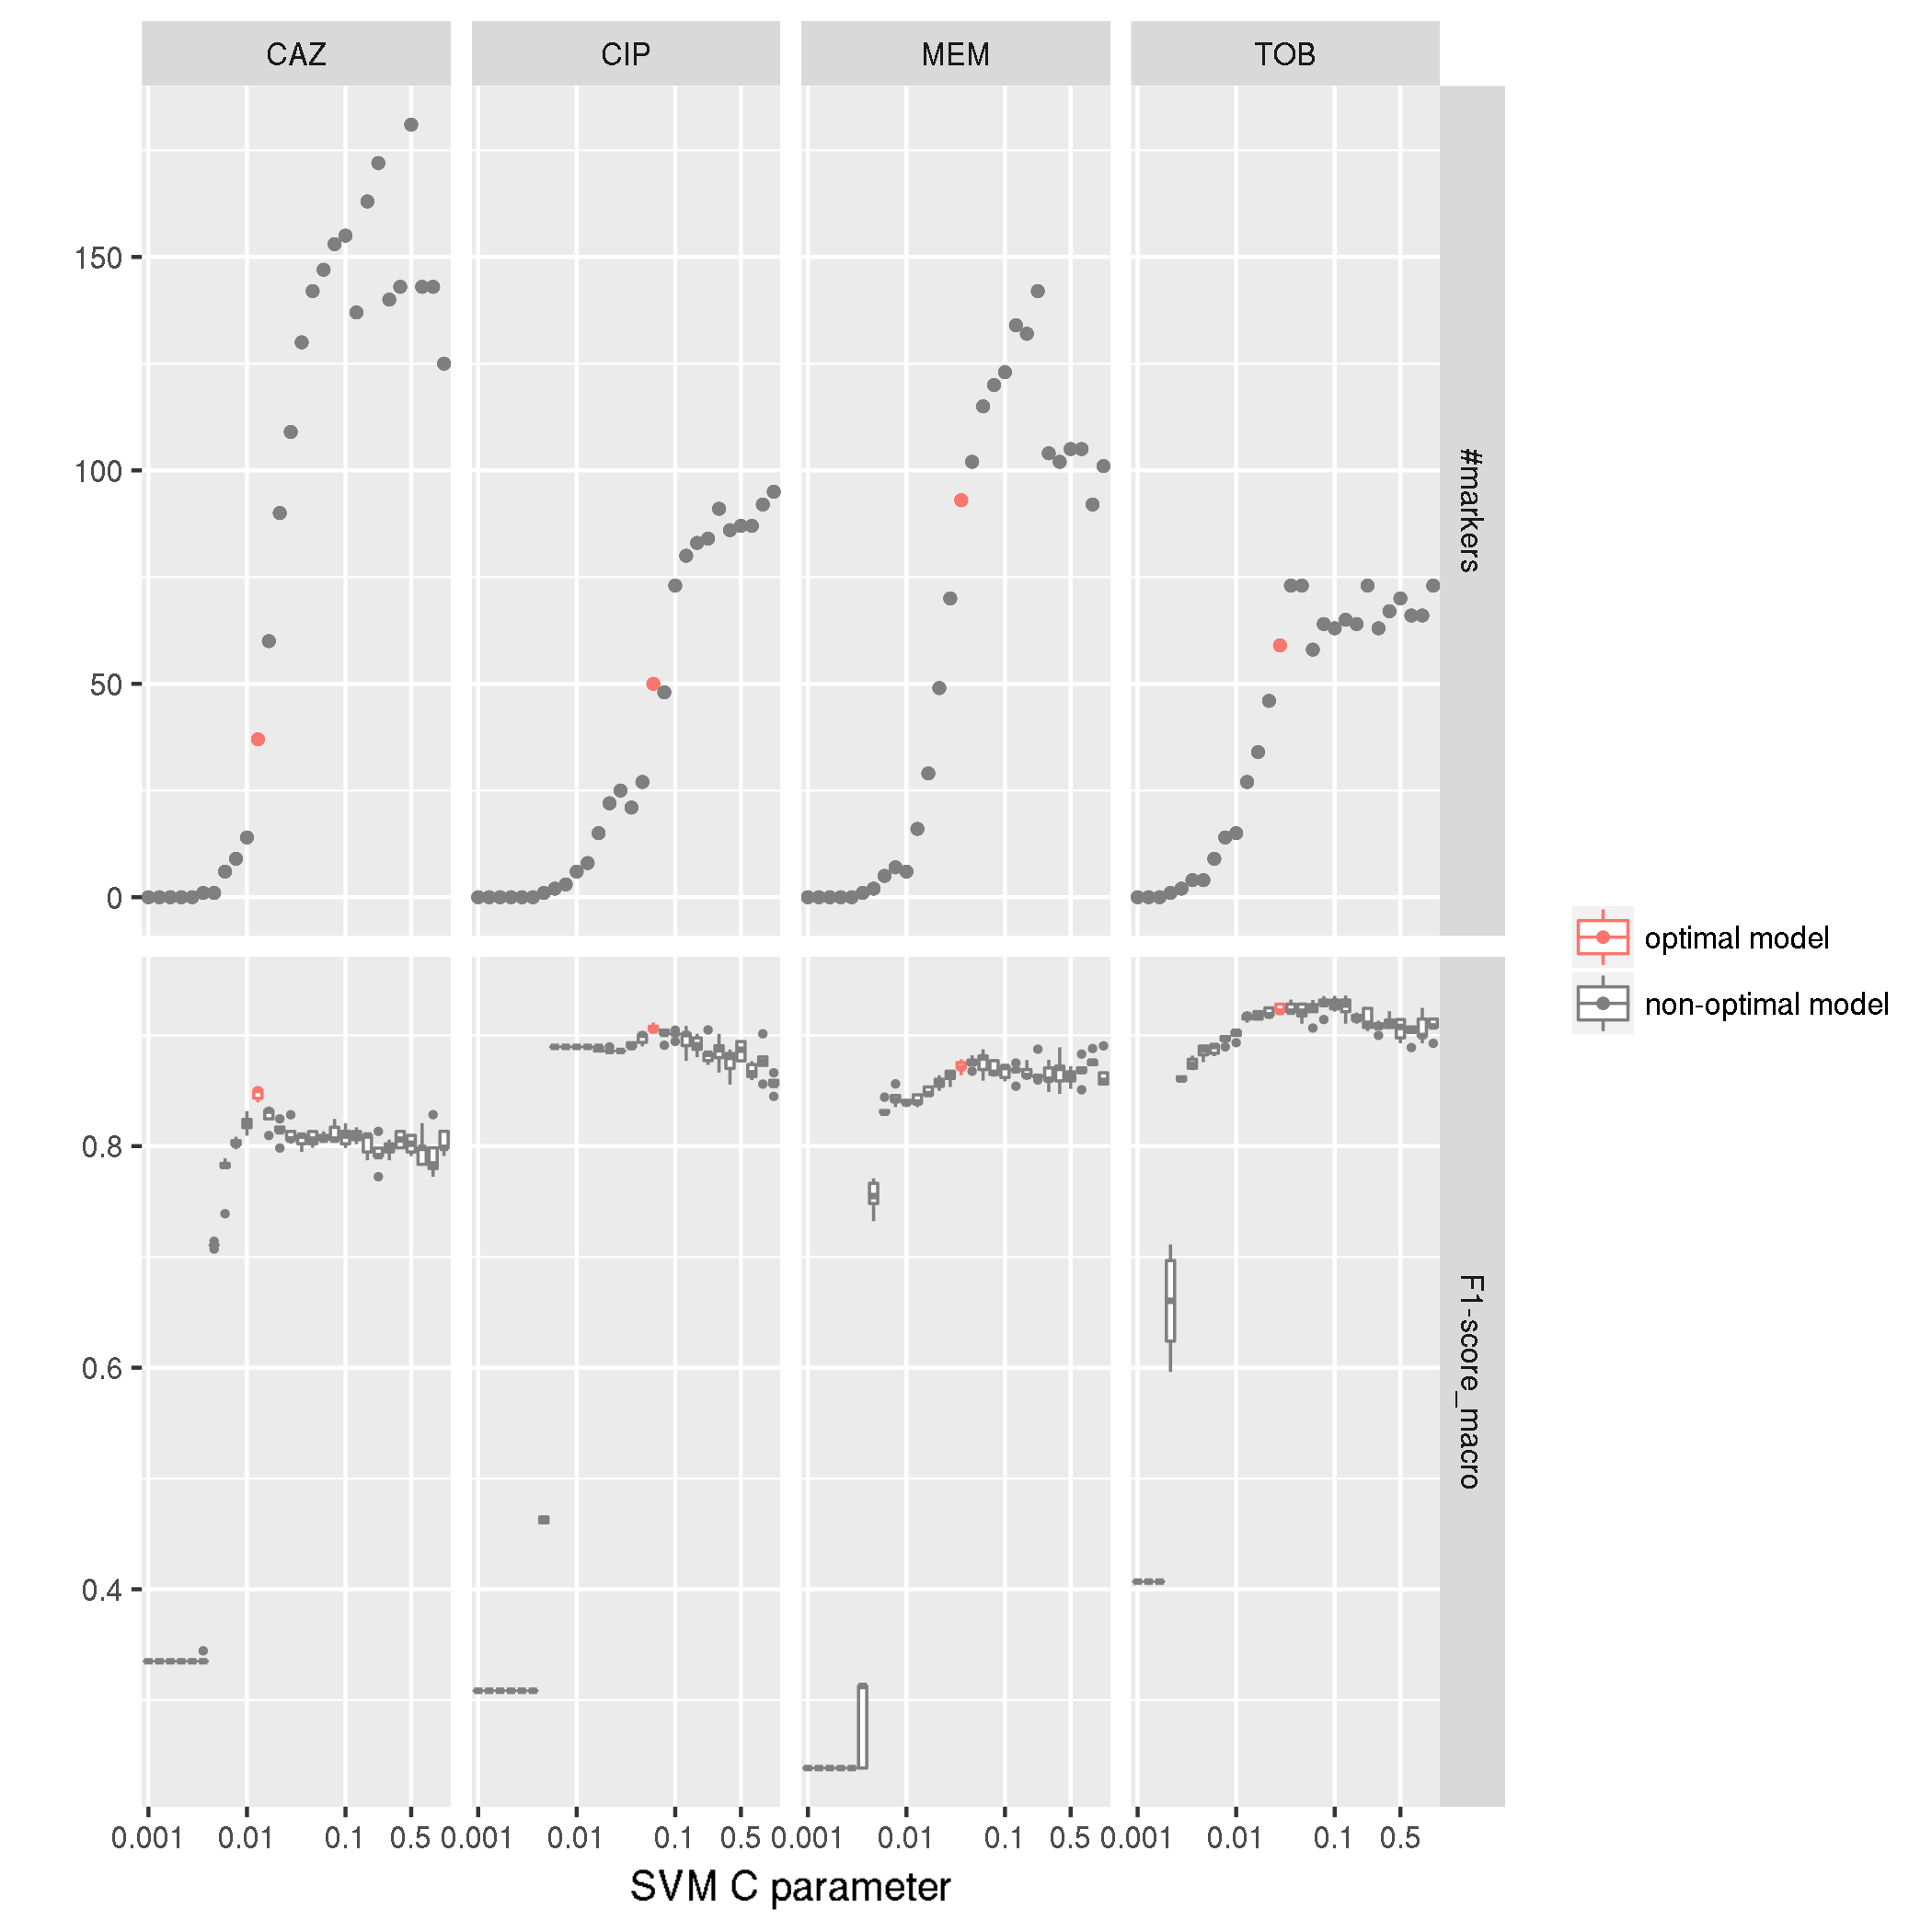 CAZ CIP MEM TOB
150
100
50
0
#markers
0.8
0.6
0.4
F1-score_macro
0.001 0.01 0.1 0.5 0.001 0.01 0.1 0.5 0.001 0.01 0.1 0.5 0.001 0.01 0.1 0.5
SVM C parameter
optimal model
non-optimal model